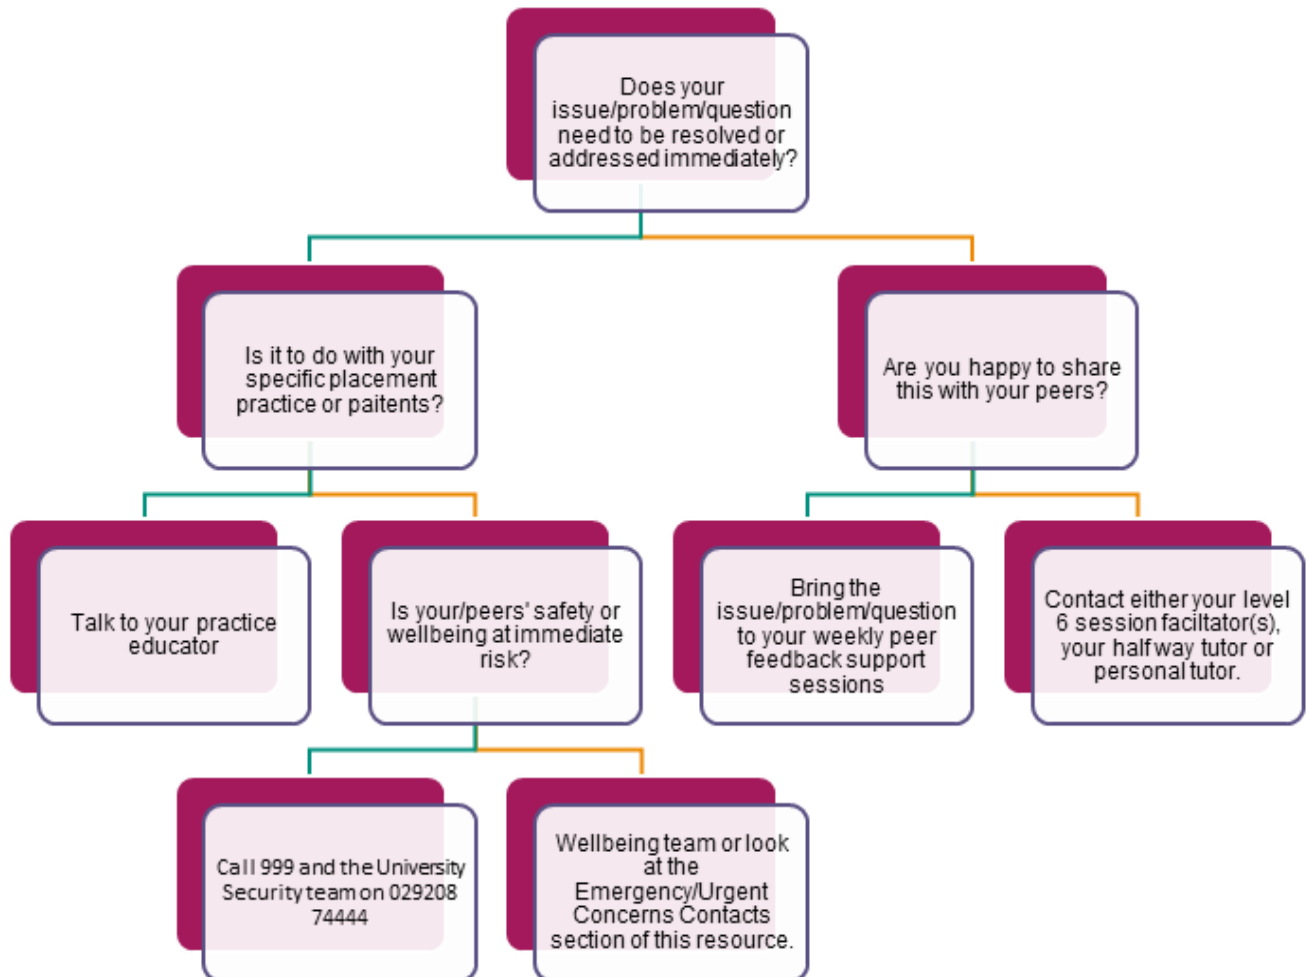 Does your
issue/problem/question
need to be resolved or
addressed immediately?
Is it to do with your
specific placement
practice or paitents?
Are you happy to share
this with your peers?
Talk to your practice
educator
Is your/peers' safety or
wellbeing at immediate
risk?
Bring the
issue/problem/question
to your weekly peer
feedback support
sessions
Contact either your level
6 session faciltator(s),
your halfway tutor or
personal tutor.
Call 999 and the University
Security team on 029208
74444
Wellbeing team or look
at the
Emergency/Urgent
Concerns Contacts
section of this resource.